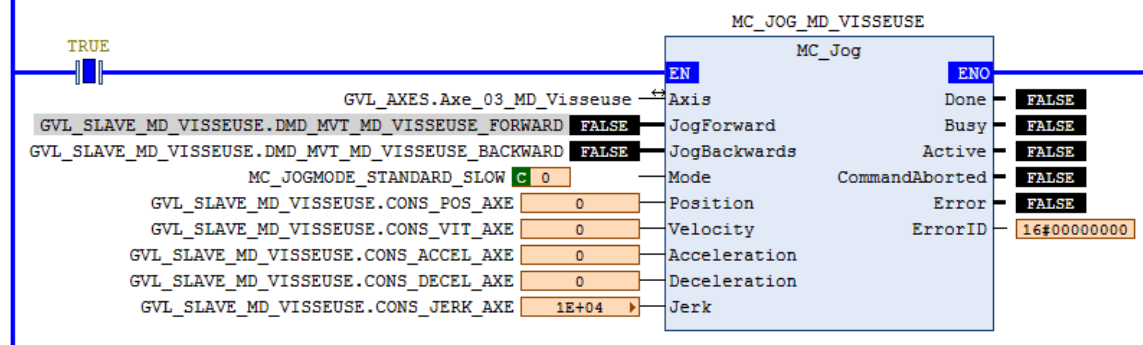 MC_JOG_MD_VISSEUSE
TRUE
MC_Jog
EN ENO
GVL_AXES.Axe_03_MD_Visseuse Axis Done FALSE
GVL_SLAVE_MD_VISSEUSE.DMD_MVT_MD_VISSEUSE_FORWARD FALSE JogForward Busy FALSE
GVL_SLAVE_MD_VISSEUSE.DMD_MVT_MD_VISSEUSE_BACKWARD FALSE JogBackwards Active FALSE
MC_JOGMODE_STANDARD_SLOW C 0 Mode CommandAborted FALSE
GVL_SLAVE_MD_VISSEUSE.CONS_POS_AXE 0 Position Error FALSE
GVL_SLAVE_MD_VISSEUSE.CONS_VIT_AXE 0 Velocity ErrorID 16#00000000
GVL_SLAVE_MD_VISSEUSE.CONS_ACCEL_AXE 0 Acceleration
GVL_SLAVE_MD_VISSEUSE.CONS_DECEL_AXE 0 Deceleration
GVL_SLAVE_MD_VISSEUSE.CONS_JERK_AXE 1E+04 Jerk